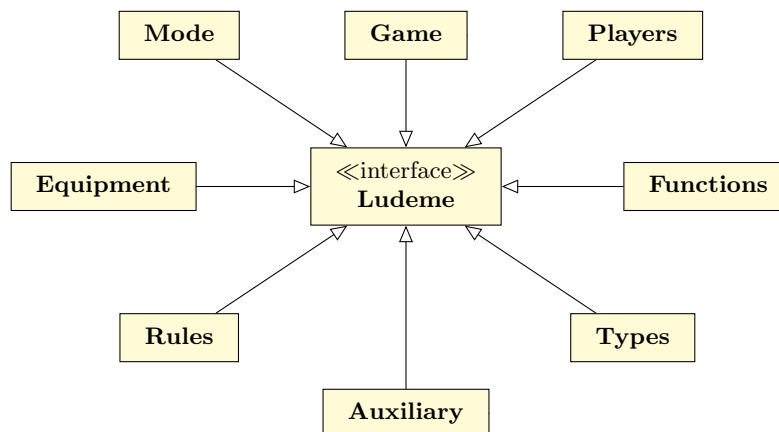 Mode
Game
Players
Equipment
≪interface≫
Ludeme
Functions
Rules
Types
Auxiliary